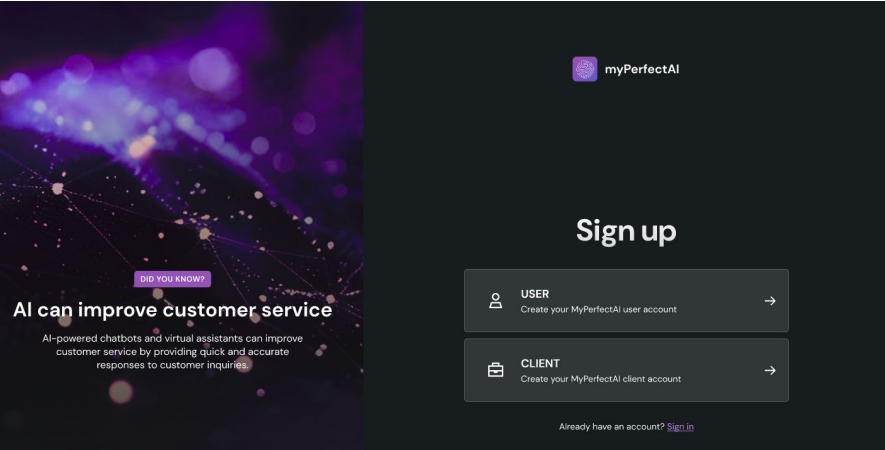 DID YOU KNOW?
AI can improve customer service
AI-powered chatbots and virtual assistants can improve
customer service by providing quick and accurate
responses to customer inquiries.
myPerfectAI
Sign up
USER
Create your MyPerfectAI user account
CLIENT
Create your MyPerfectAI client account
Already have an account? Sign in